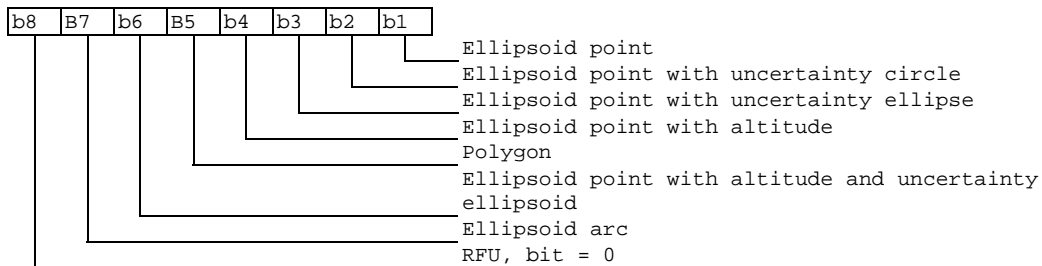 b8 B7 b6 B5 b4 b3 b2 b1
Ellipsoid point
Ellipsoid point with uncertainty circle
Ellipsoid point with uncertainty ellipse
Ellipsoid point with altitude
Polygon
Ellipsoid point with altitude and uncertainty
ellipsoid
Ellipsoid arc
RFU, bit = 0